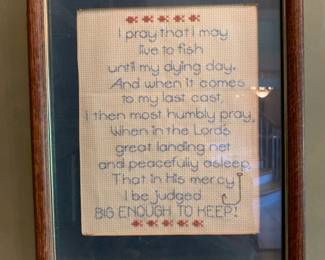 I pray that I may
live to fish
until my dying day.
And when it comes
to my last cast,
I then most humbly pray,
When in the Lord's
great landing net
and peacefully asleep,
That in his mercy
I be judged
BIG ENOUGH TO KEEP!